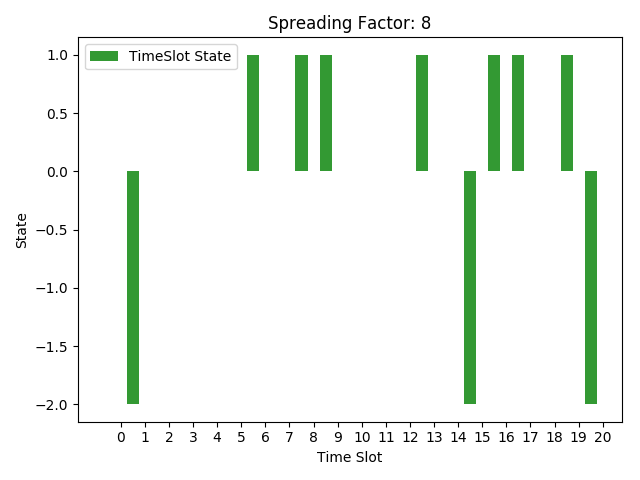 Spreading Factor: 8
TimeSlot State
1.0
0.5
0.0
−0.5
−1.0
−1.5
−2.0
State
0 1 2 3 4 5 6 7 8 9 10 11 12 13 14 15 16 17 18 19 20
Time Slot